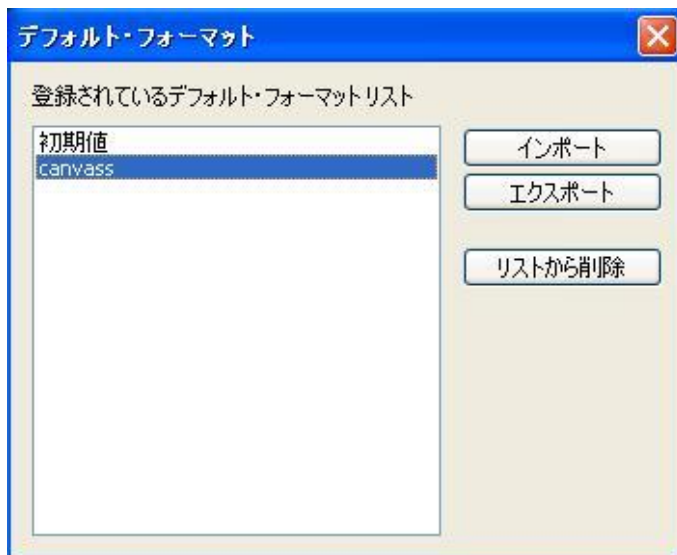 デフォルト・フォーマット
登録されているデフォルト・フォーマットリスト
初期値
canvass
インポート
エクスポート
リストから削除